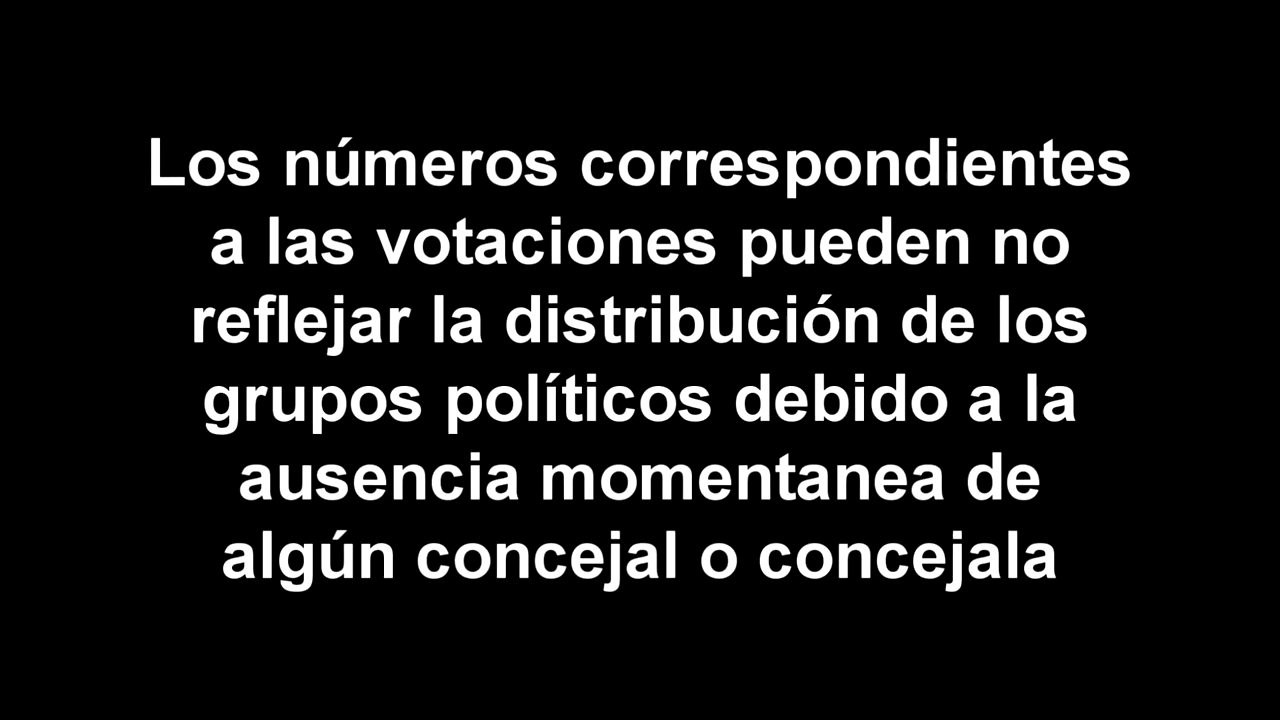 Los números correspondientes
a las votaciones pueden no
reflejar la distribución de los
grupos políticos debido a la
ausencia momentanea de
algún concejal o concejala